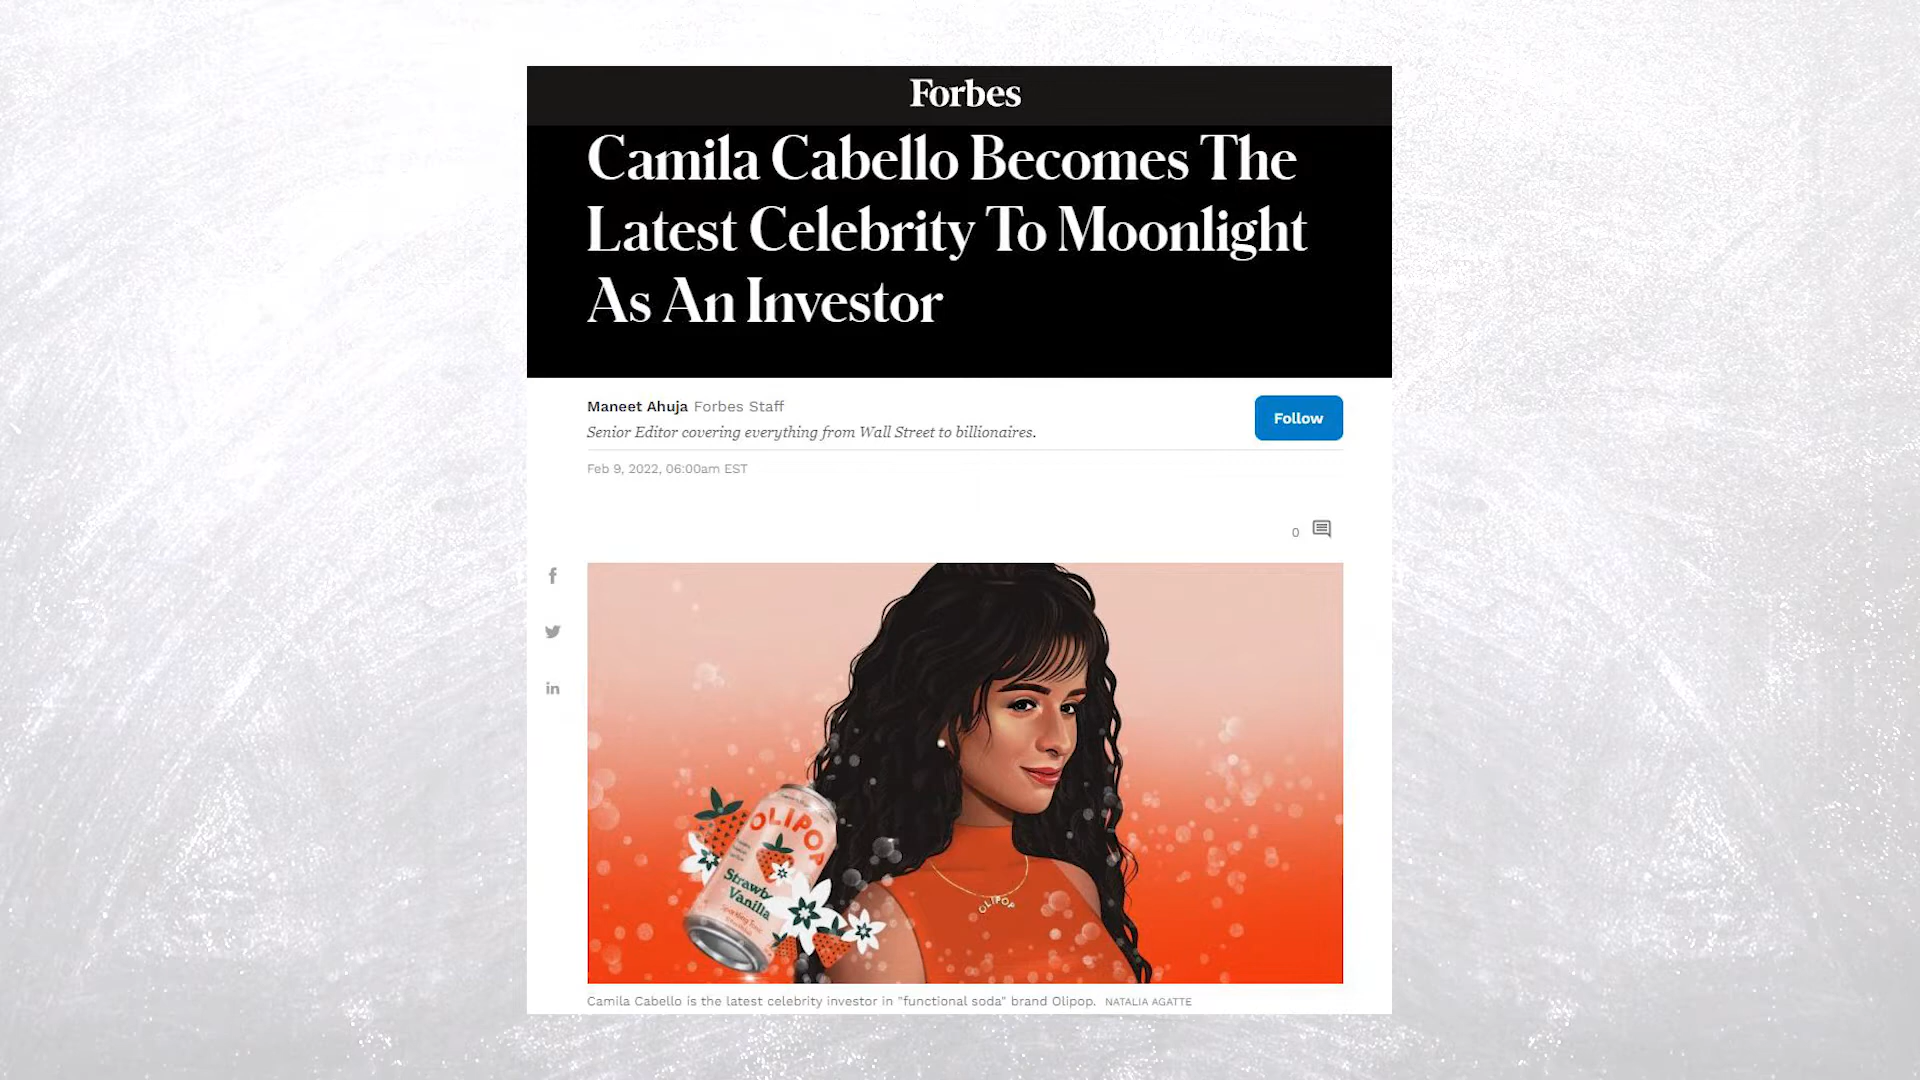 Forbes
Camila Cabello Becomes The
Latest Celebrity To Moonlight
As An Investor
Maneet Ahuja Forbes Staff
Senior Editor covering everything from Wall Street to billionaires.
Follow
Feb 9, 2022, 06:00am EST
0
f
in
OLIPOP
Vanilla
OLIPOP
Camila Cabello is the latest celebrity investor in "functional soda" brand Olipop. NATALIA AGATTE